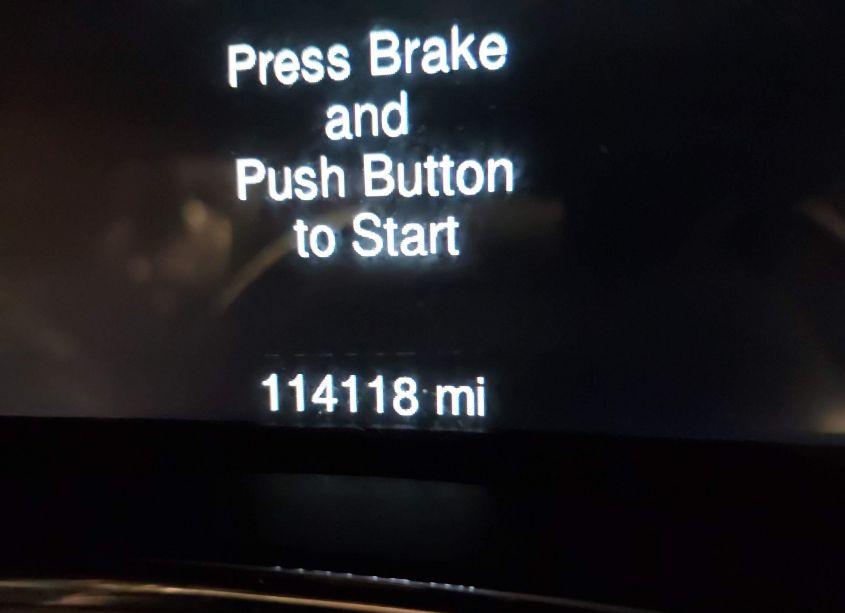 Press Brake
and
Push Button
to Start
114118 mi